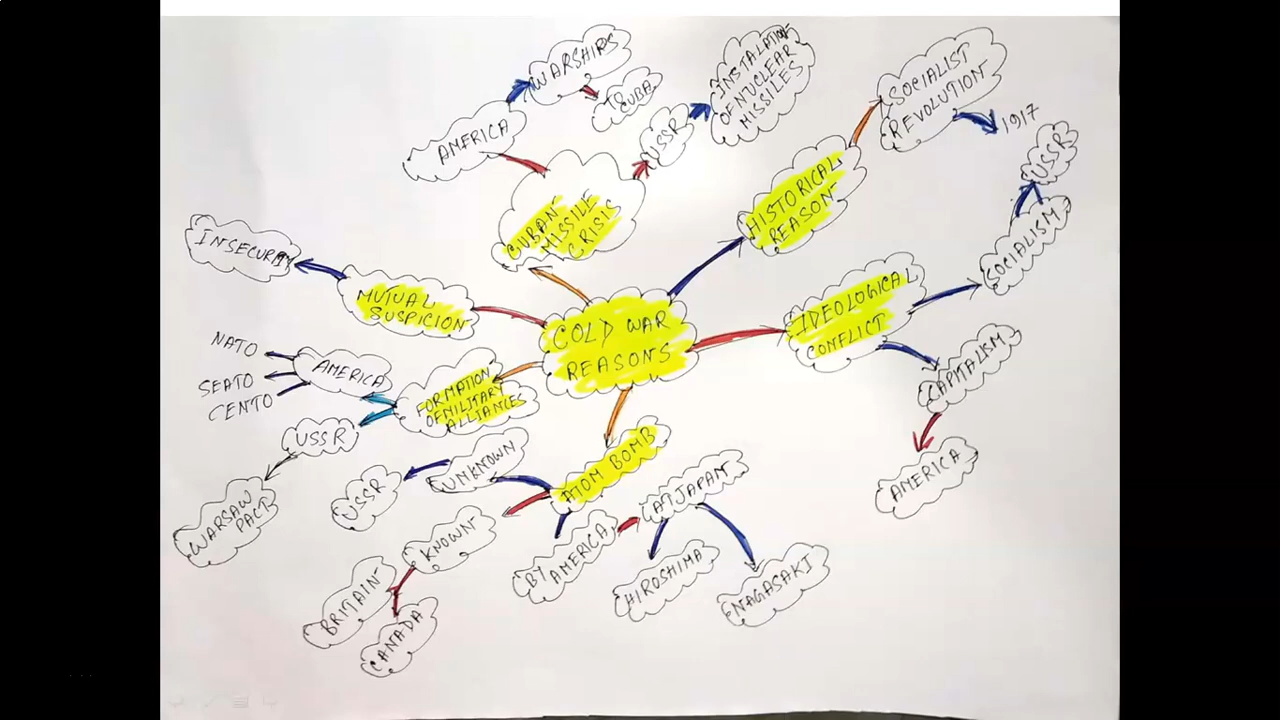 COLD WAR
REASONS
HISTORICAL
REASON
SOCIALIST
REVOLUTION
1917
IDEOLOGICAL
CONFLICT
SOCIALISM
USSR
CAPITALISM
AMERICA
ATOM BOMB
BY
AMERICA
AT JAPAN
HIROSHIMA
NAGASAKI
KNOWN
BRITAIN
CANADA
UNKNOWN
USSR
FORMATION
OF MILITARY
ALLIANCES
AMERICA
NATO
SEATO
CENTO
USSR
WARSAW
PACT
MUTUAL
SUSPICION
INSECURITY
CUBAN
MISSILE
CRISIS
AMERICA
WARSHIPS
TO
CUBA
USSR
INSTALATION
OF NUCLEAR
MISSILES